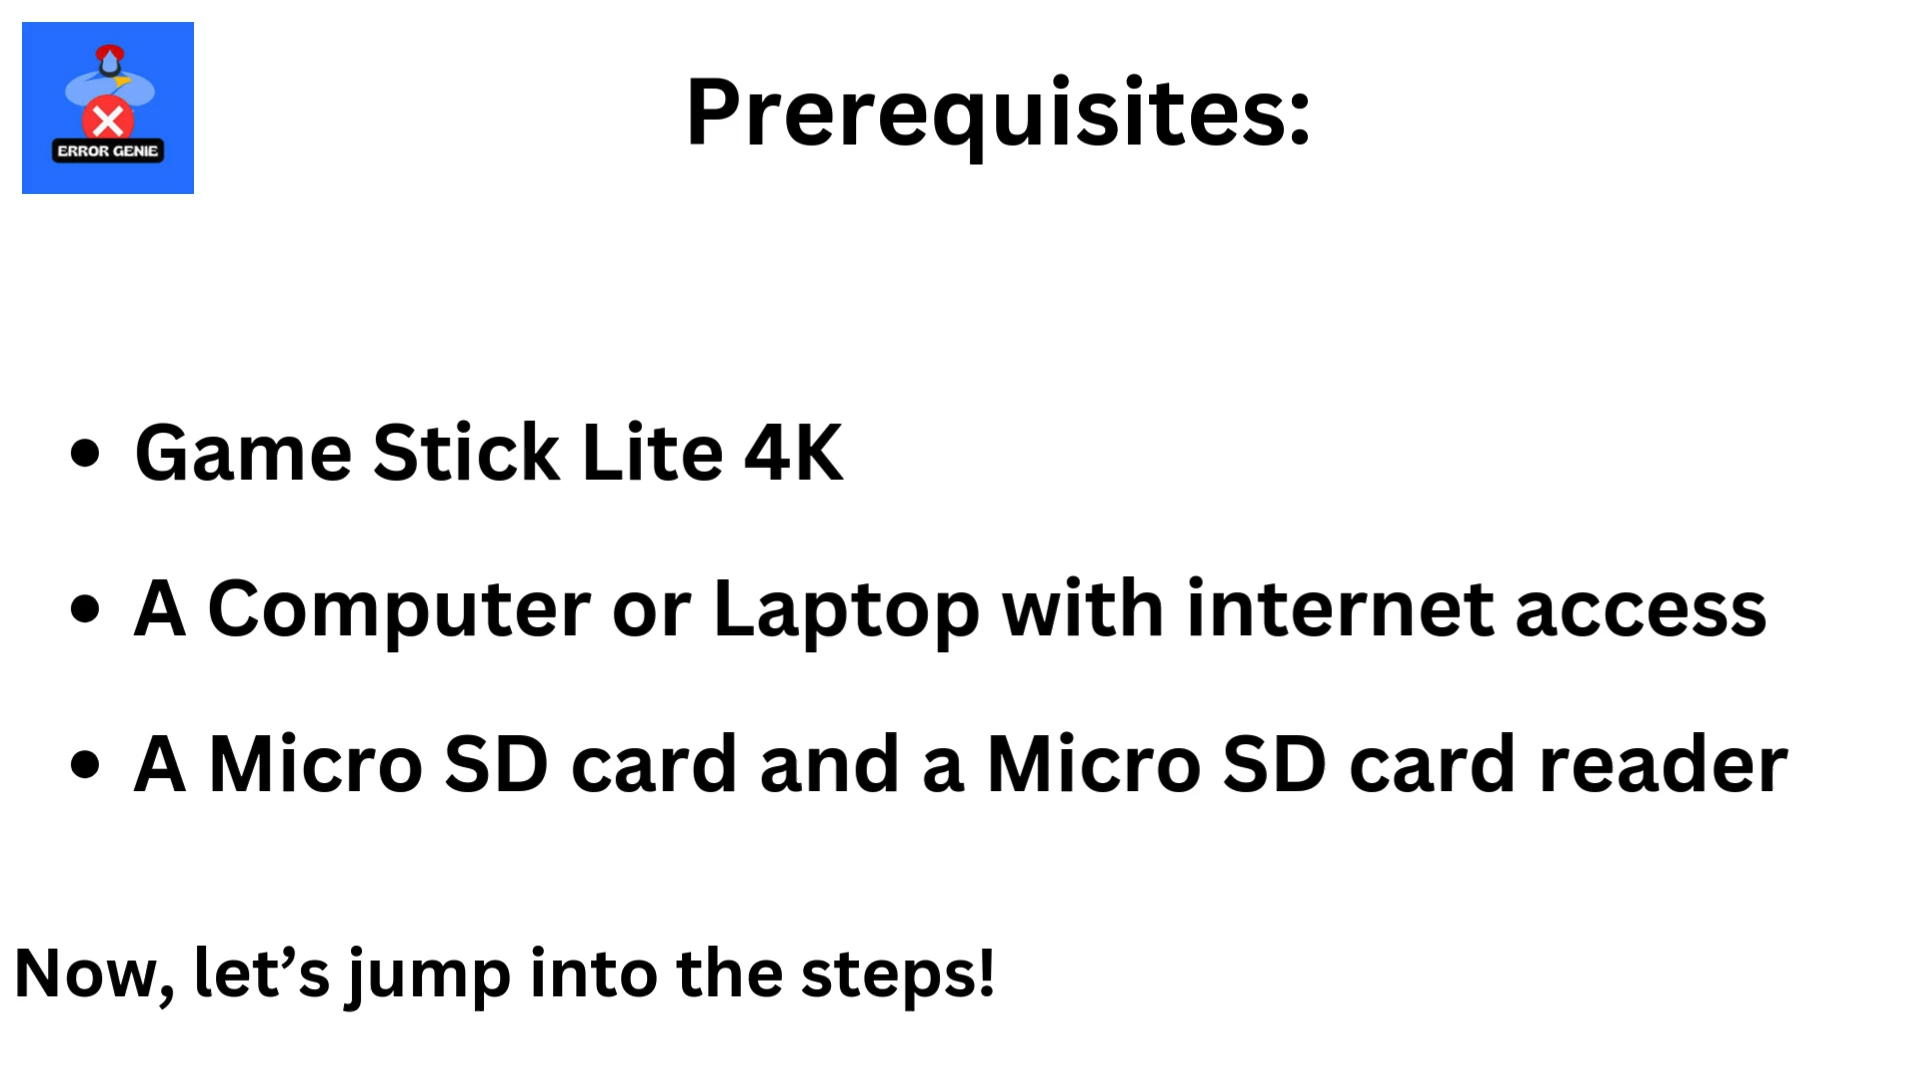 ERROR GENIE
Prerequisites:
• Game Stick Lite 4K
• A Computer or Laptop with internet access
• A Micro SD card and a Micro SD card reader
Now, let’s jump into the steps!